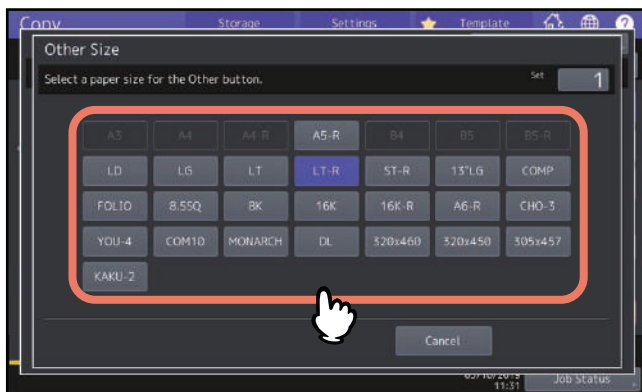 Copy Storage Settings Template
Other Size
Select a paper size for the Other button. Set 1
A3 A4 A4-R A5-R B4 B5 B5-R
LD LG LT LT-R ST-R 13"LG COMP
FOLIO 8.5SQ 8K 16K 16K-R A6-R CHO-3
YOU-4 COM10 MONARCH DL 320x460 320x450 305x457
KAKU-2
Cancel
11:31 Job Status